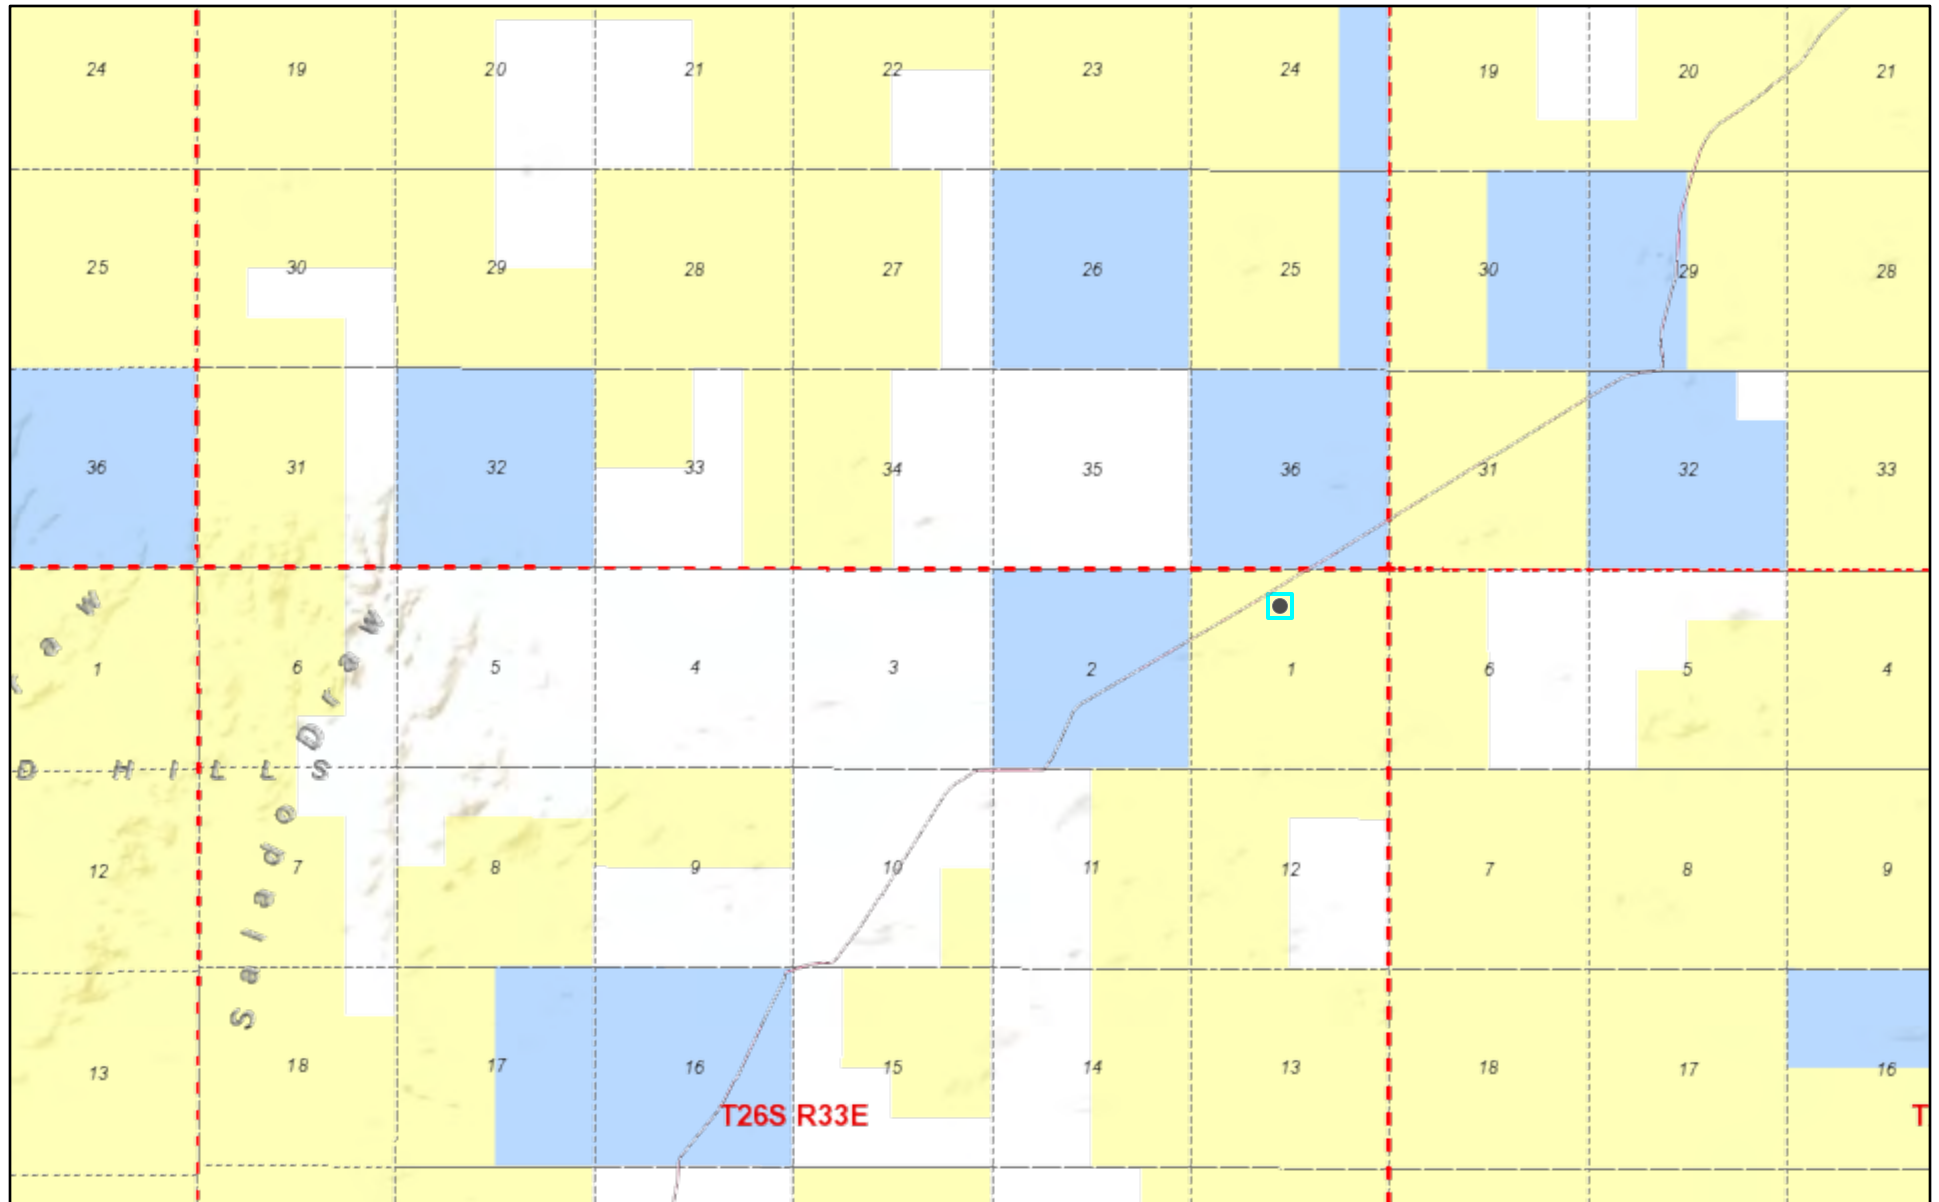 24 19 20 21 22 23 24 19 20 21
25 30 29 28 27 26 25 30 29 28
36 31 32 33 34 35 36 31 32 33
1 6 5 4 3 2 1 6 5 4
raw
Salado Draw
D HILLS
12 7 8 9 10 11 12 7 8 9
13 18 17 16 15 14 13 18 17 16
T26S R33E
T